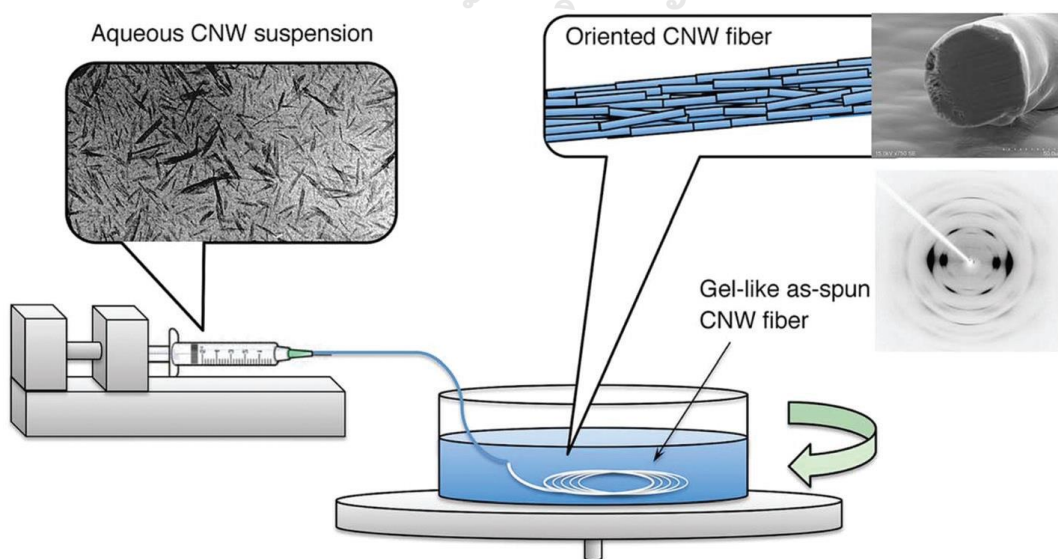 Aqueous CNW suspension
Oriented CNW fiber
Gel-like as-spun
CNW fiber